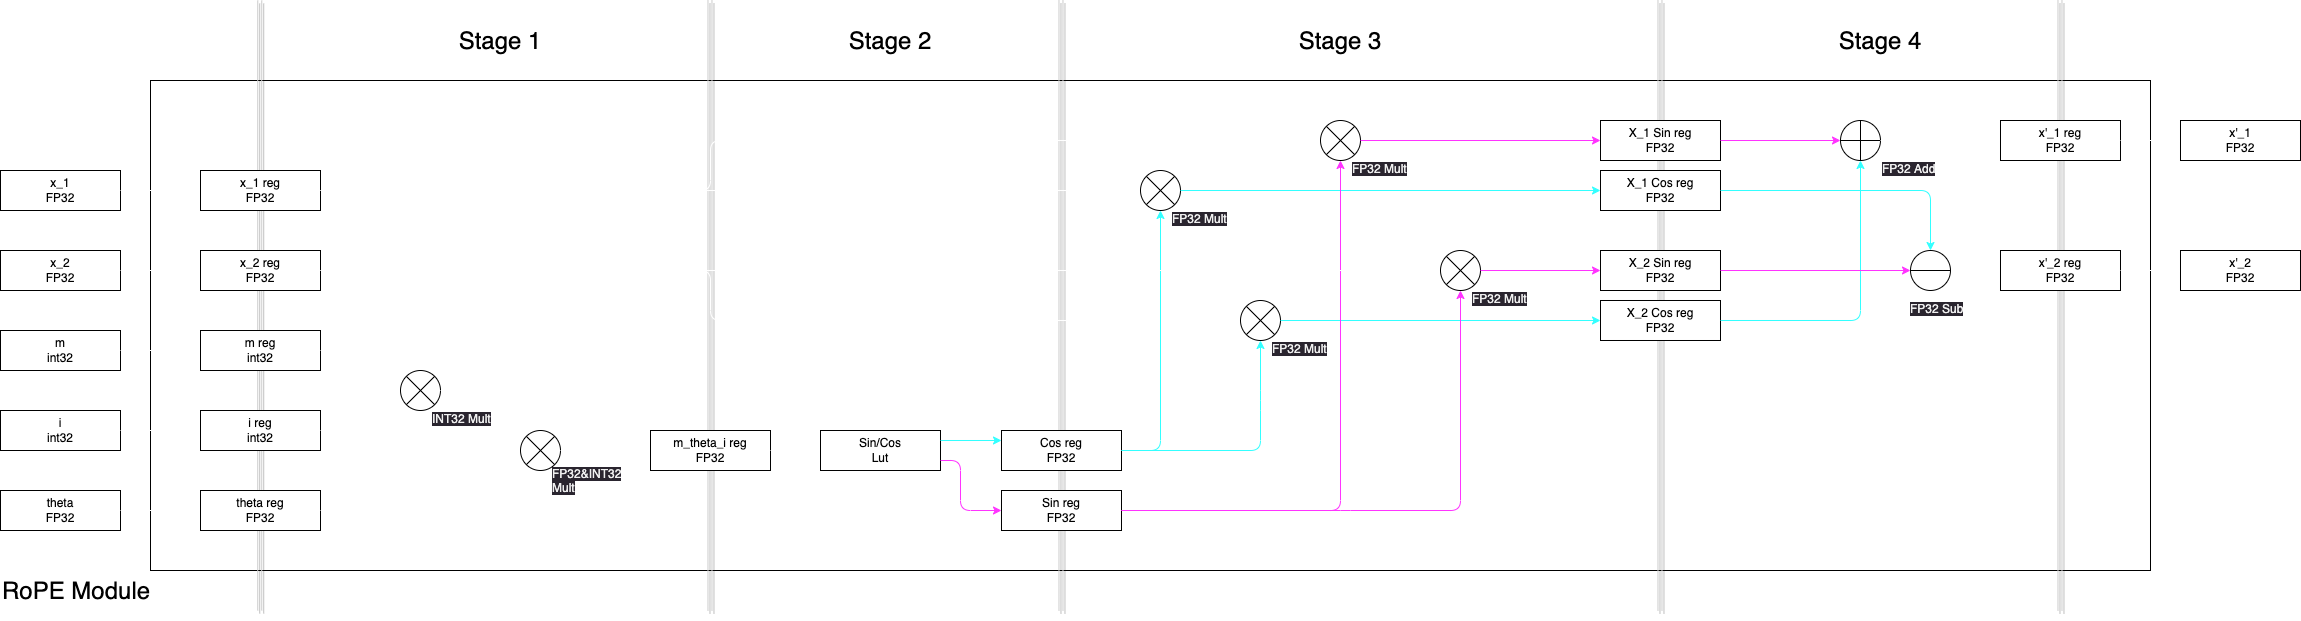 Stage 1
Stage 2
Stage 3
Stage 4
x_1
FP32
x_2
FP32
m
int32
i
int32
theta
FP32
x_1 reg
FP32
x_2 reg
FP32
m reg
int32
i reg
int32
theta reg
FP32
INT32 Mult
FP32&INT32
Mult
m_theta_i reg
FP32
Sin/Cos
Lut
Cos reg
FP32
Sin reg
FP32
FP32 Mult
FP32 Mult
FP32 Mult
FP32 Mult
X_1 Sin reg
FP32
X_1 Cos reg
FP32
X_2 Sin reg
FP32
X_2 Cos reg
FP32
FP32 Add
FP32 Sub
x'_1 reg
FP32
x'_2 reg
FP32
x'_1
FP32
x'_2
FP32
RoPE Module